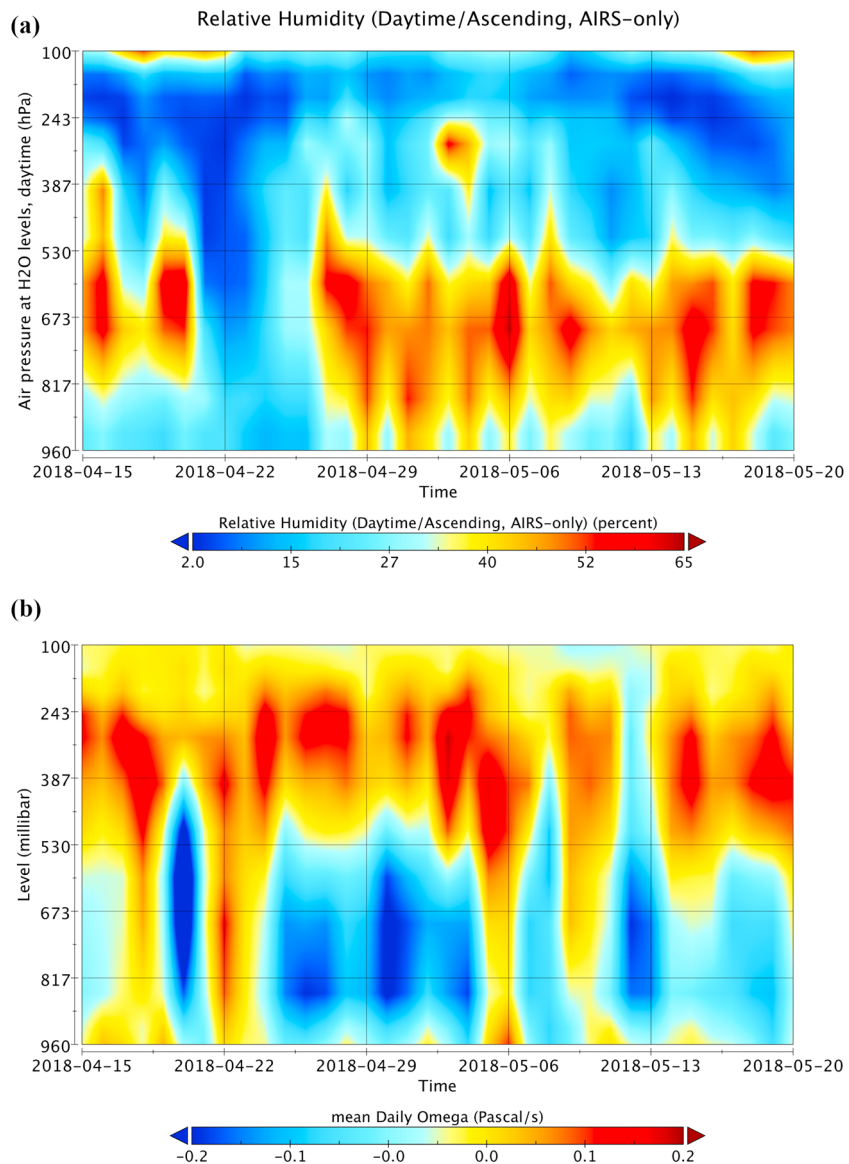 (a)
Relative Humidity (Daytime/Ascending, AIRS-only)
Air pressure at H2O levels, daytime (hPa)
100
243
387
530
673
817
960
2018-04-15 2018-04-22 2018-04-29 2018-05-06 2018-05-13 2018-05-20
Time
Relative Humidity (Daytime/Ascending, AIRS-only) (percent)
2.0 15 27 40 52 65
(b)
Level (millibar)
100
243
387
530
673
817
960
2018-04-15 2018-04-22 2018-04-29 2018-05-06 2018-05-13 2018-05-20
Time
mean Daily Omega (Pascal/s)
-0.2 -0.1 -0.0 0.0 0.1 0.2